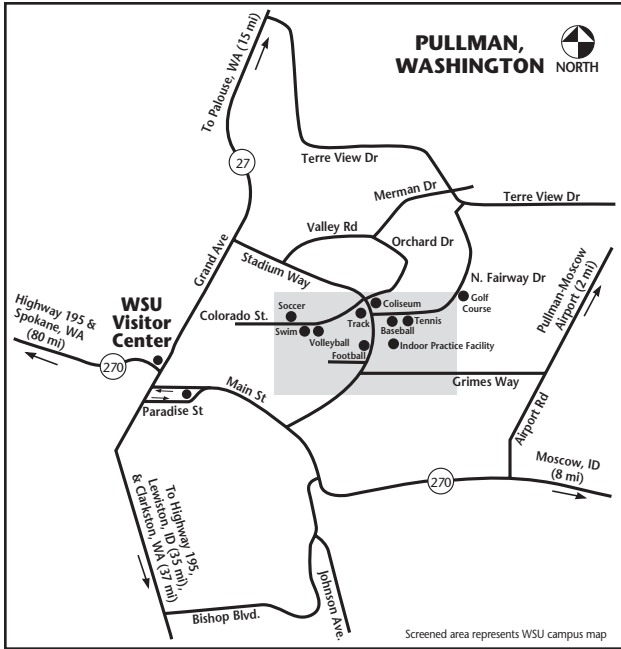 PULLMAN,
WASHINGTON
NORTH
To Palouse, WA (15 mi)
27
Terre View Dr
Merman Dr
Terre View Dr
Valley Rd
Orchard Dr
Grand Ave
Stadium Way
N. Fairway Dr
Pullman-Moscow
Airport (2 mi)
Highway 195 &
Spokane, WA
(80 mi)
WSU
Visitor
Center
Colorado St.
Soccer
Coliseum
Golf
Course
Track
Swim
Volleyball
Baseball
Tennis
Football
Indoor Practice Facility
270
Main St
Grimes Way
Paradise St
Airport Rd
Moscow, ID
(8 mi)
270
To Highway 195,
Lewiston, ID (35 mi),
& Clarkston, WA (37 mi)
Johnson Ave.
Bishop Blvd.
Screened area represents WSU campus map